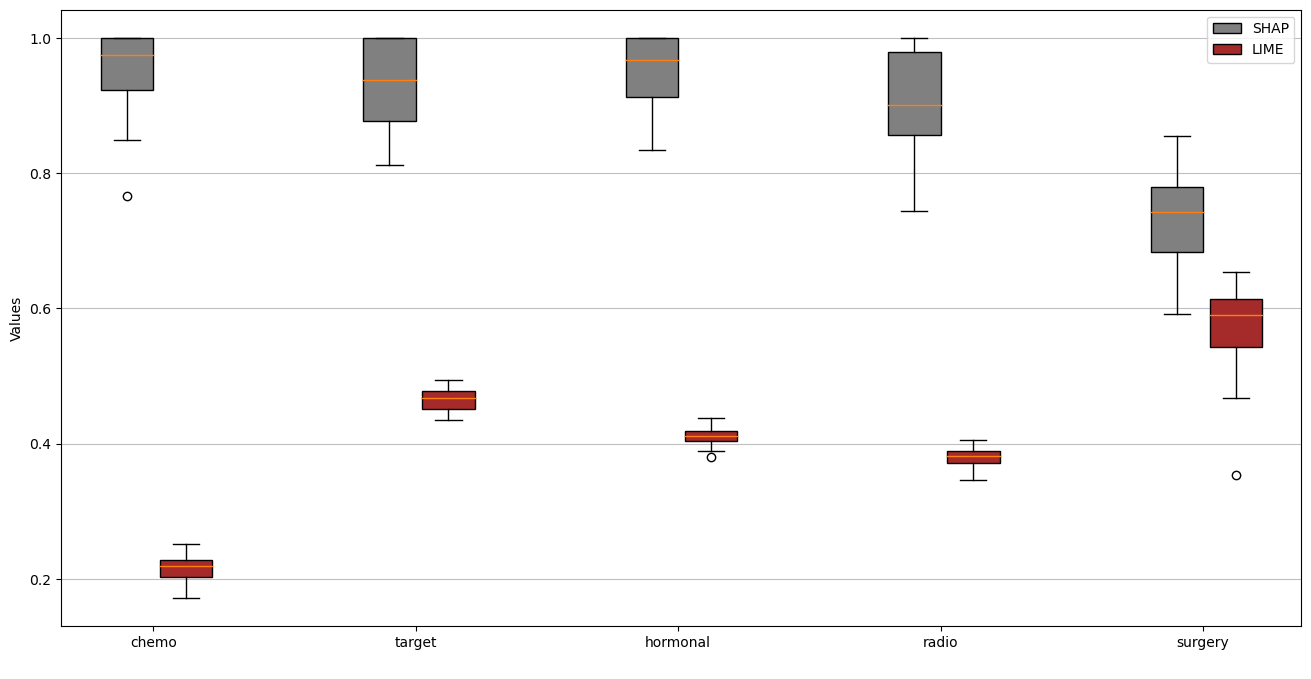 SHAP
LIME
Values
1.0
0.8
0.6
0.4
0.2
chemo
target
hormonal
radio
surgery